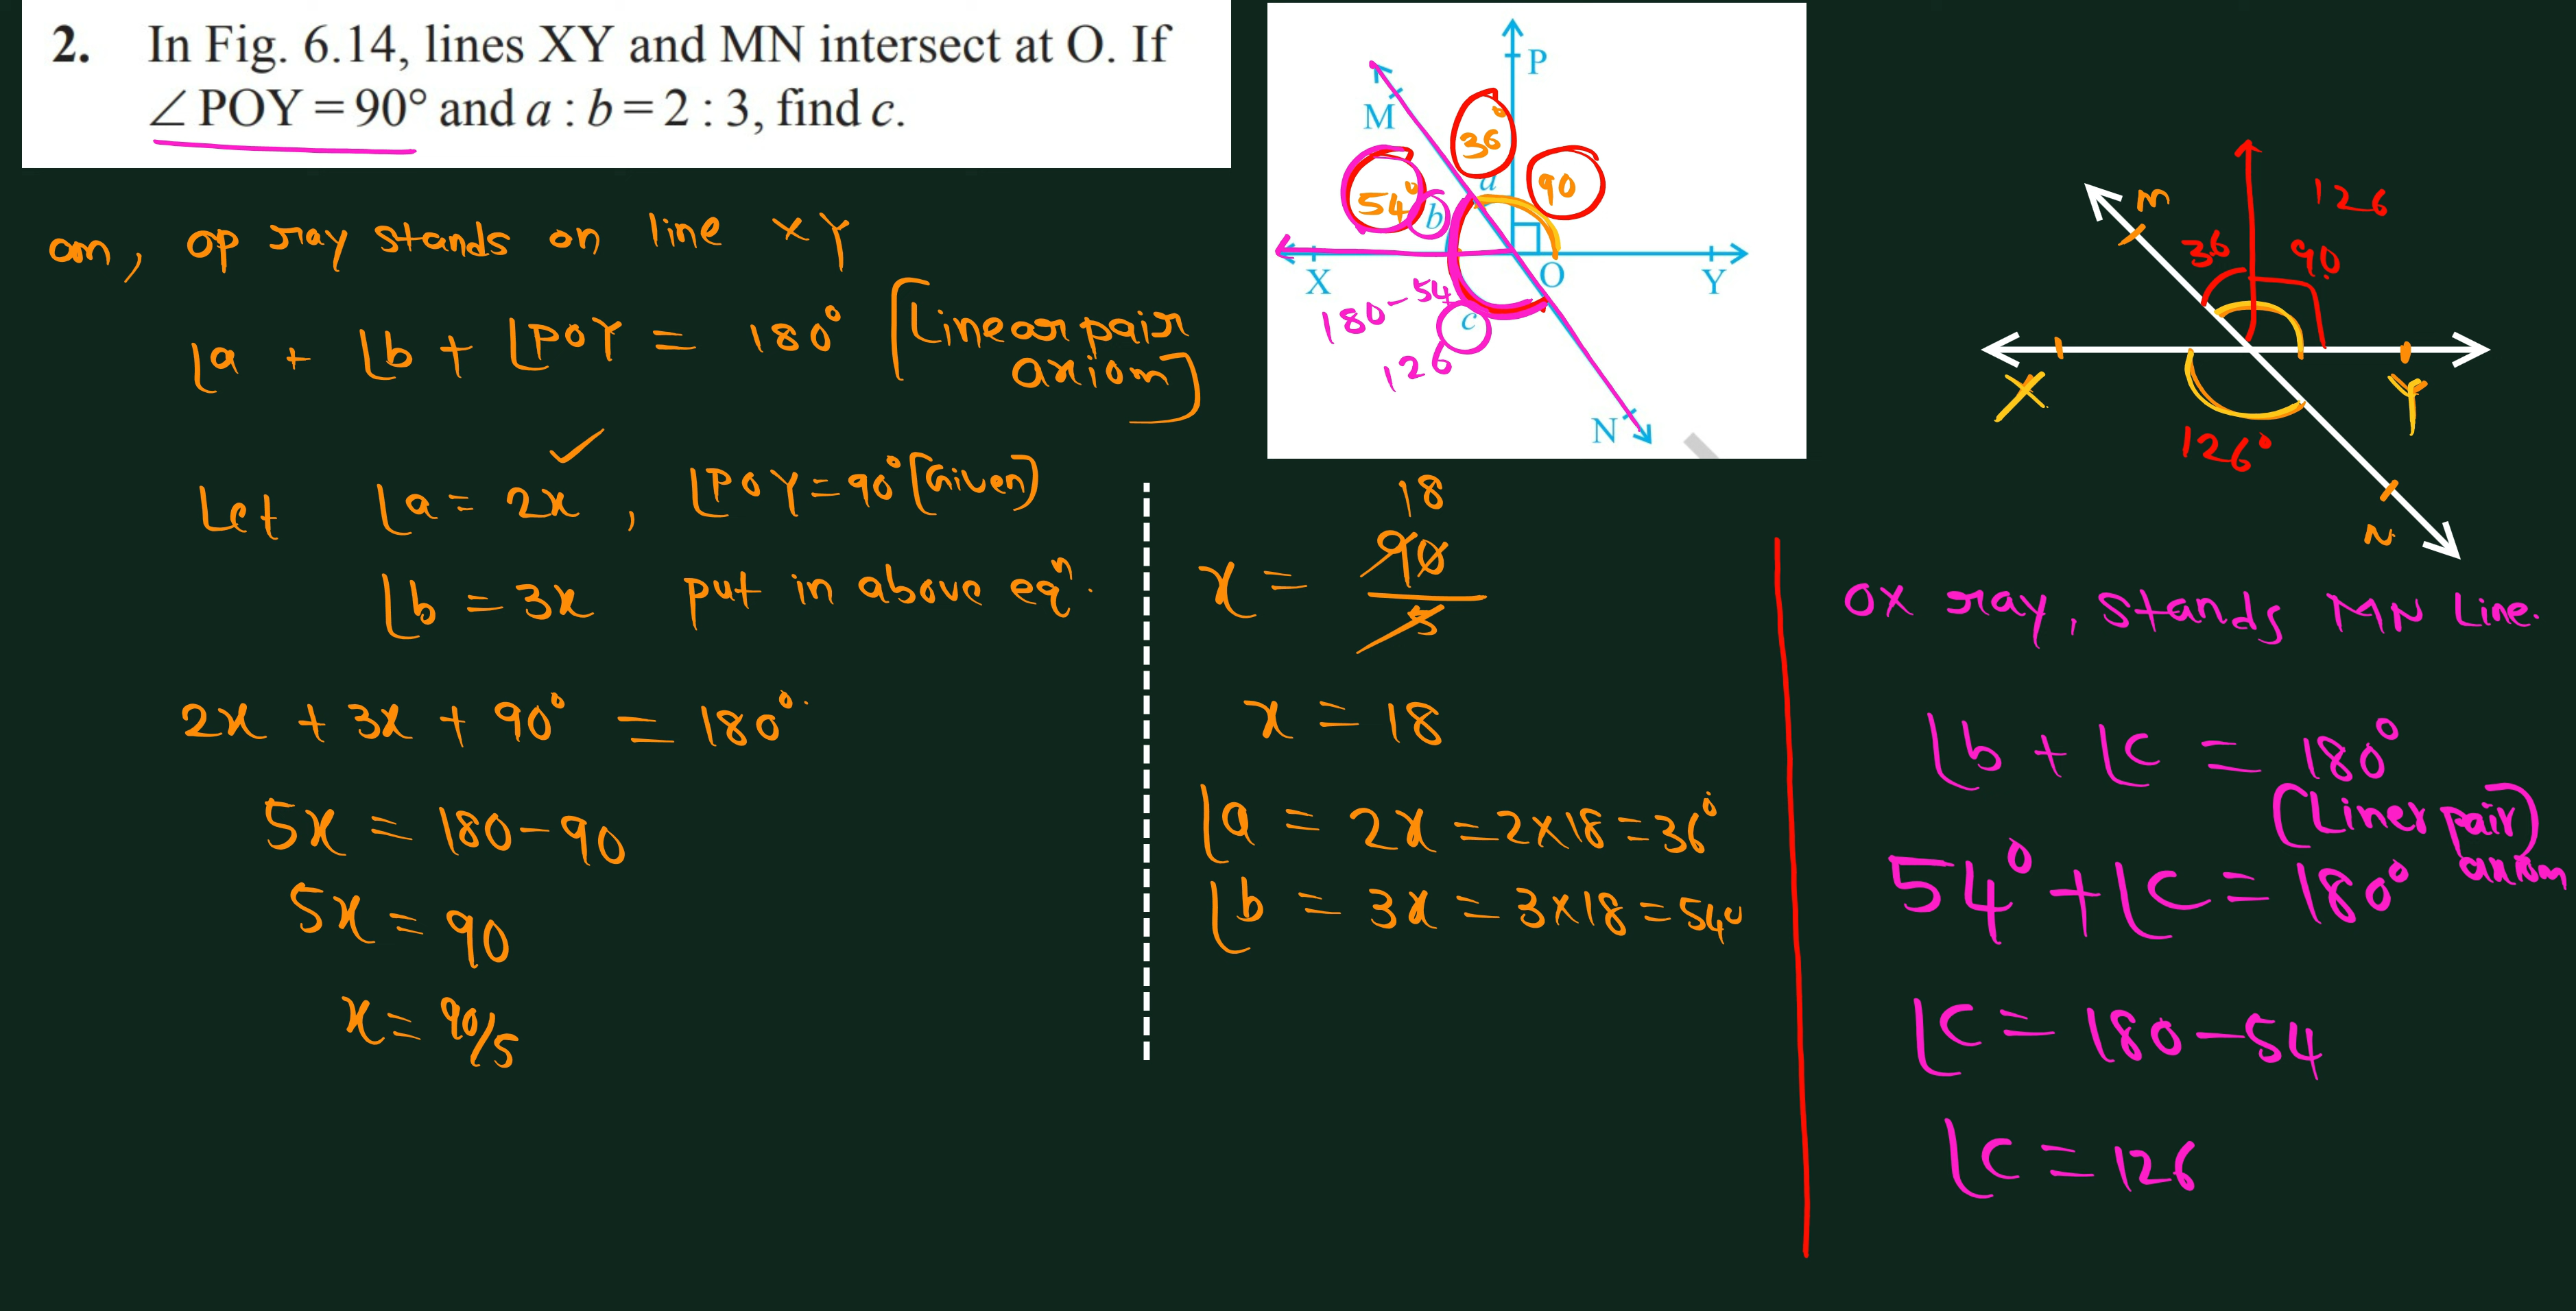 2. In Fig. 6.14, lines XY and MN intersect at O. If
∠POY = 90° and a : b = 2 : 3, find c.
om, op ray stands on line XY
∠a + ∠b + ∠POY = 180° [Linear pair
axiom]
Let ∠a = 2x, ∠POY = 90° [Given]
∠b = 3x put in above eqⁿ.
2x + 3x + 90° = 180°
5x = 180 - 90
5x = 90
x = 90/5
P
M
36°
54°
90
a
b
X
O
Y
180 - 54
c
126
N
18
x = 90
5
x = 18
∠a = 2x = 2×18 = 36°
∠b = 3x = 3×18 = 54°
m
126
36
90
X
Y
126°
N
OX ray, stands MN Line.
∠b + ∠c = 180°
(Liner pair)
axiom
54° + ∠c = 180°
∠c = 180 - 54
∠c = 126